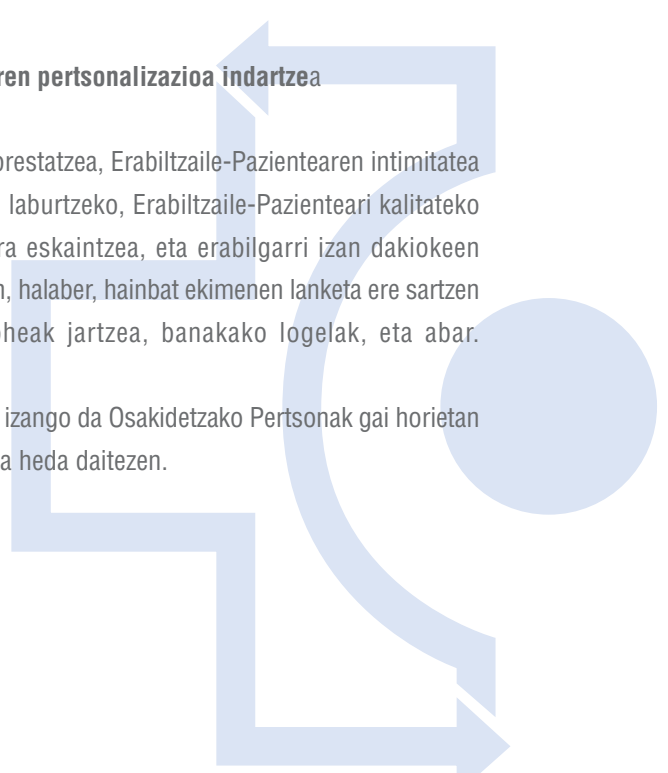 ren pertsonalizazioa indartzea
prestatzea, Erabiltzaile-Pazientearen intimitatea
laburtzeko, Erabiltzaile-Pazienteari kalitateko
ra eskaintzea, eta erabilgarri izan dakiokeen
n, halaber, hainbat ekimenen lanketa ere sartzen
oheak jartzea, banakako logelak, eta abar.
izango da Osakidetzako Pertsonak gai horietan
a heda daitezen.